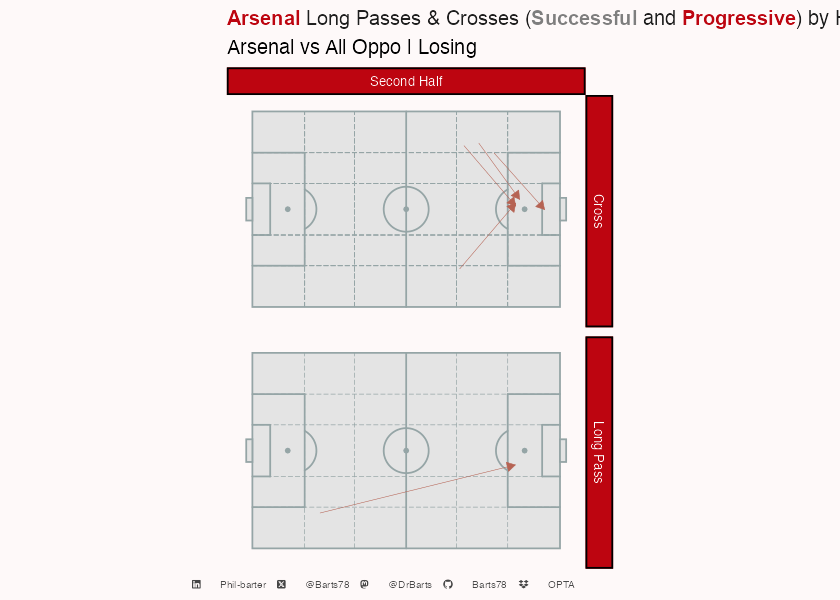 Arsenal Long Passes & Crosses (Successful and Progressive) by
Arsenal vs All Oppo | Losing
Second Half
Cross
Long Pass
Phil-barter @Barts78 @DrBarts Barts78 OPTA